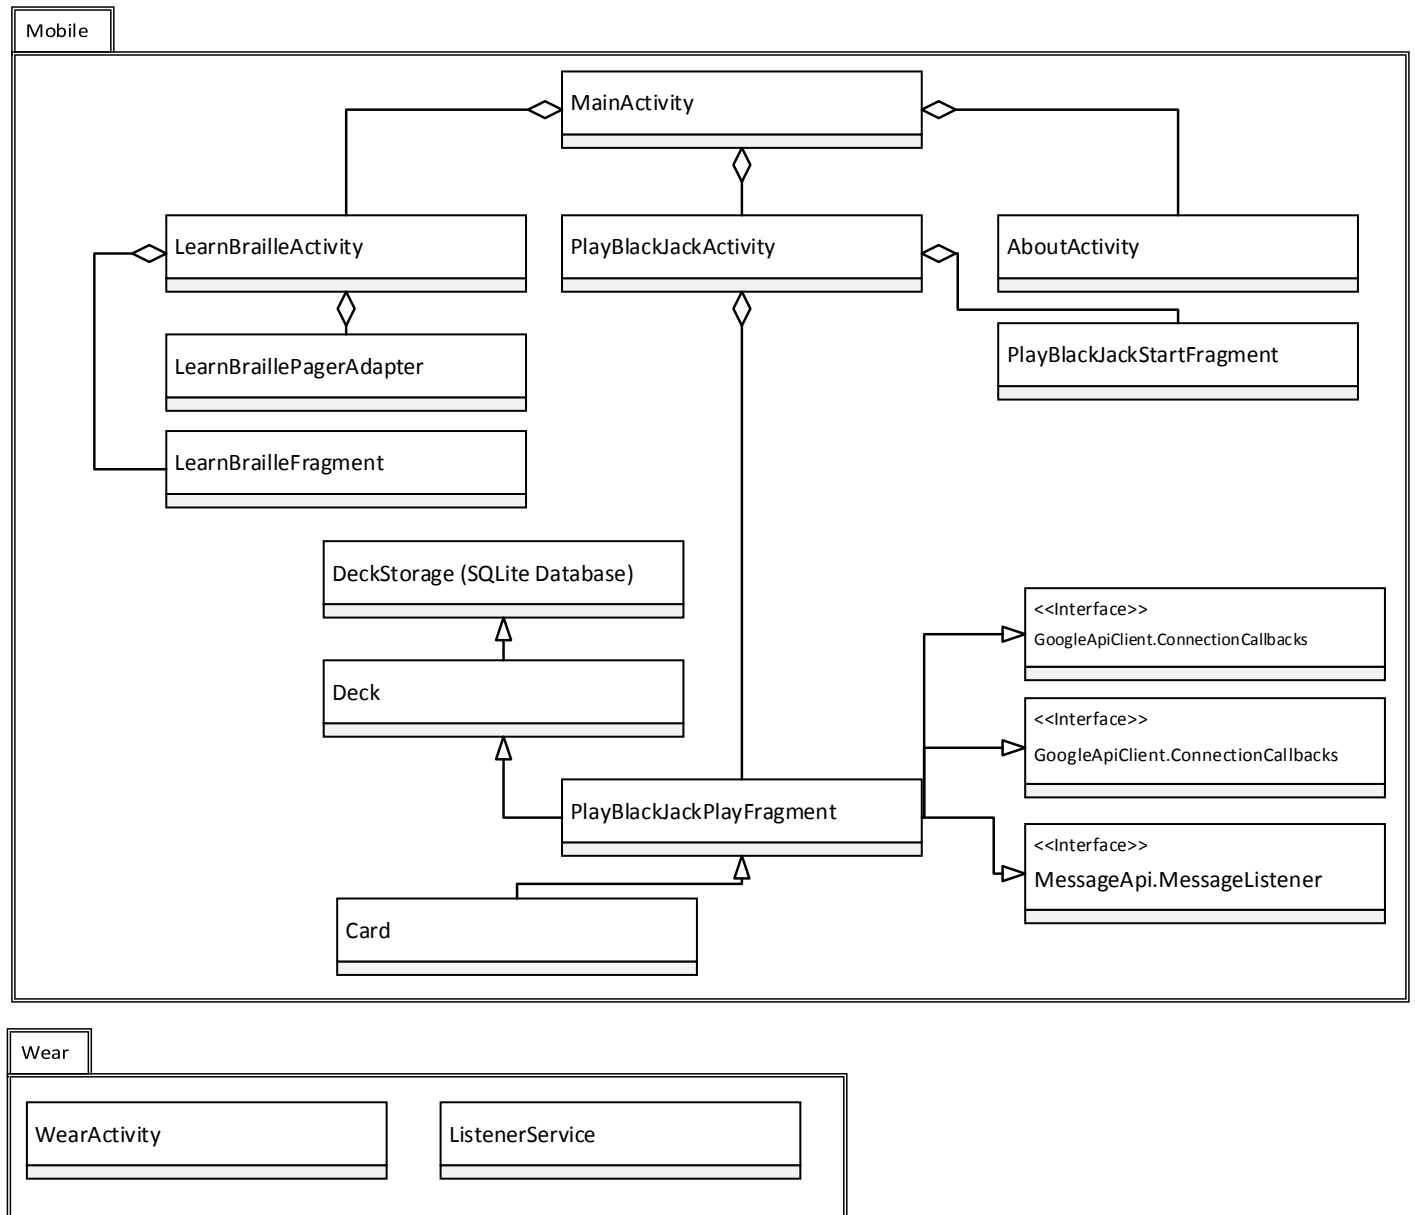 Mobile
MainActivity
LearnBrailleActivity
PlayBlackJackActivity
AboutActivity
LearnBraillePagerAdapter
PlayBlackJackStartFragment
LearnBrailleFragment
DeckStorage (SQLite Database)
<<Interface>>
GoogleApiClient.ConnectionCallbacks
Deck
<<Interface>>
GoogleApiClient.ConnectionCallbacks
PlayBlackJackPlayFragment
<<Interface>>
MessageApi.MessageListener
Card
Wear
WearActivity
ListenerService